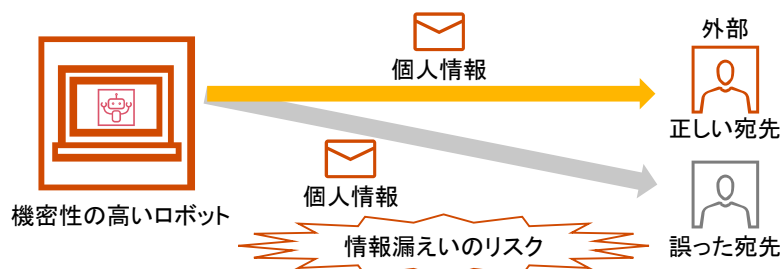 外部
個人情報
正しい宛先
個人情報
機密性の高いロボット
情報漏えいのリスク
誤った宛先